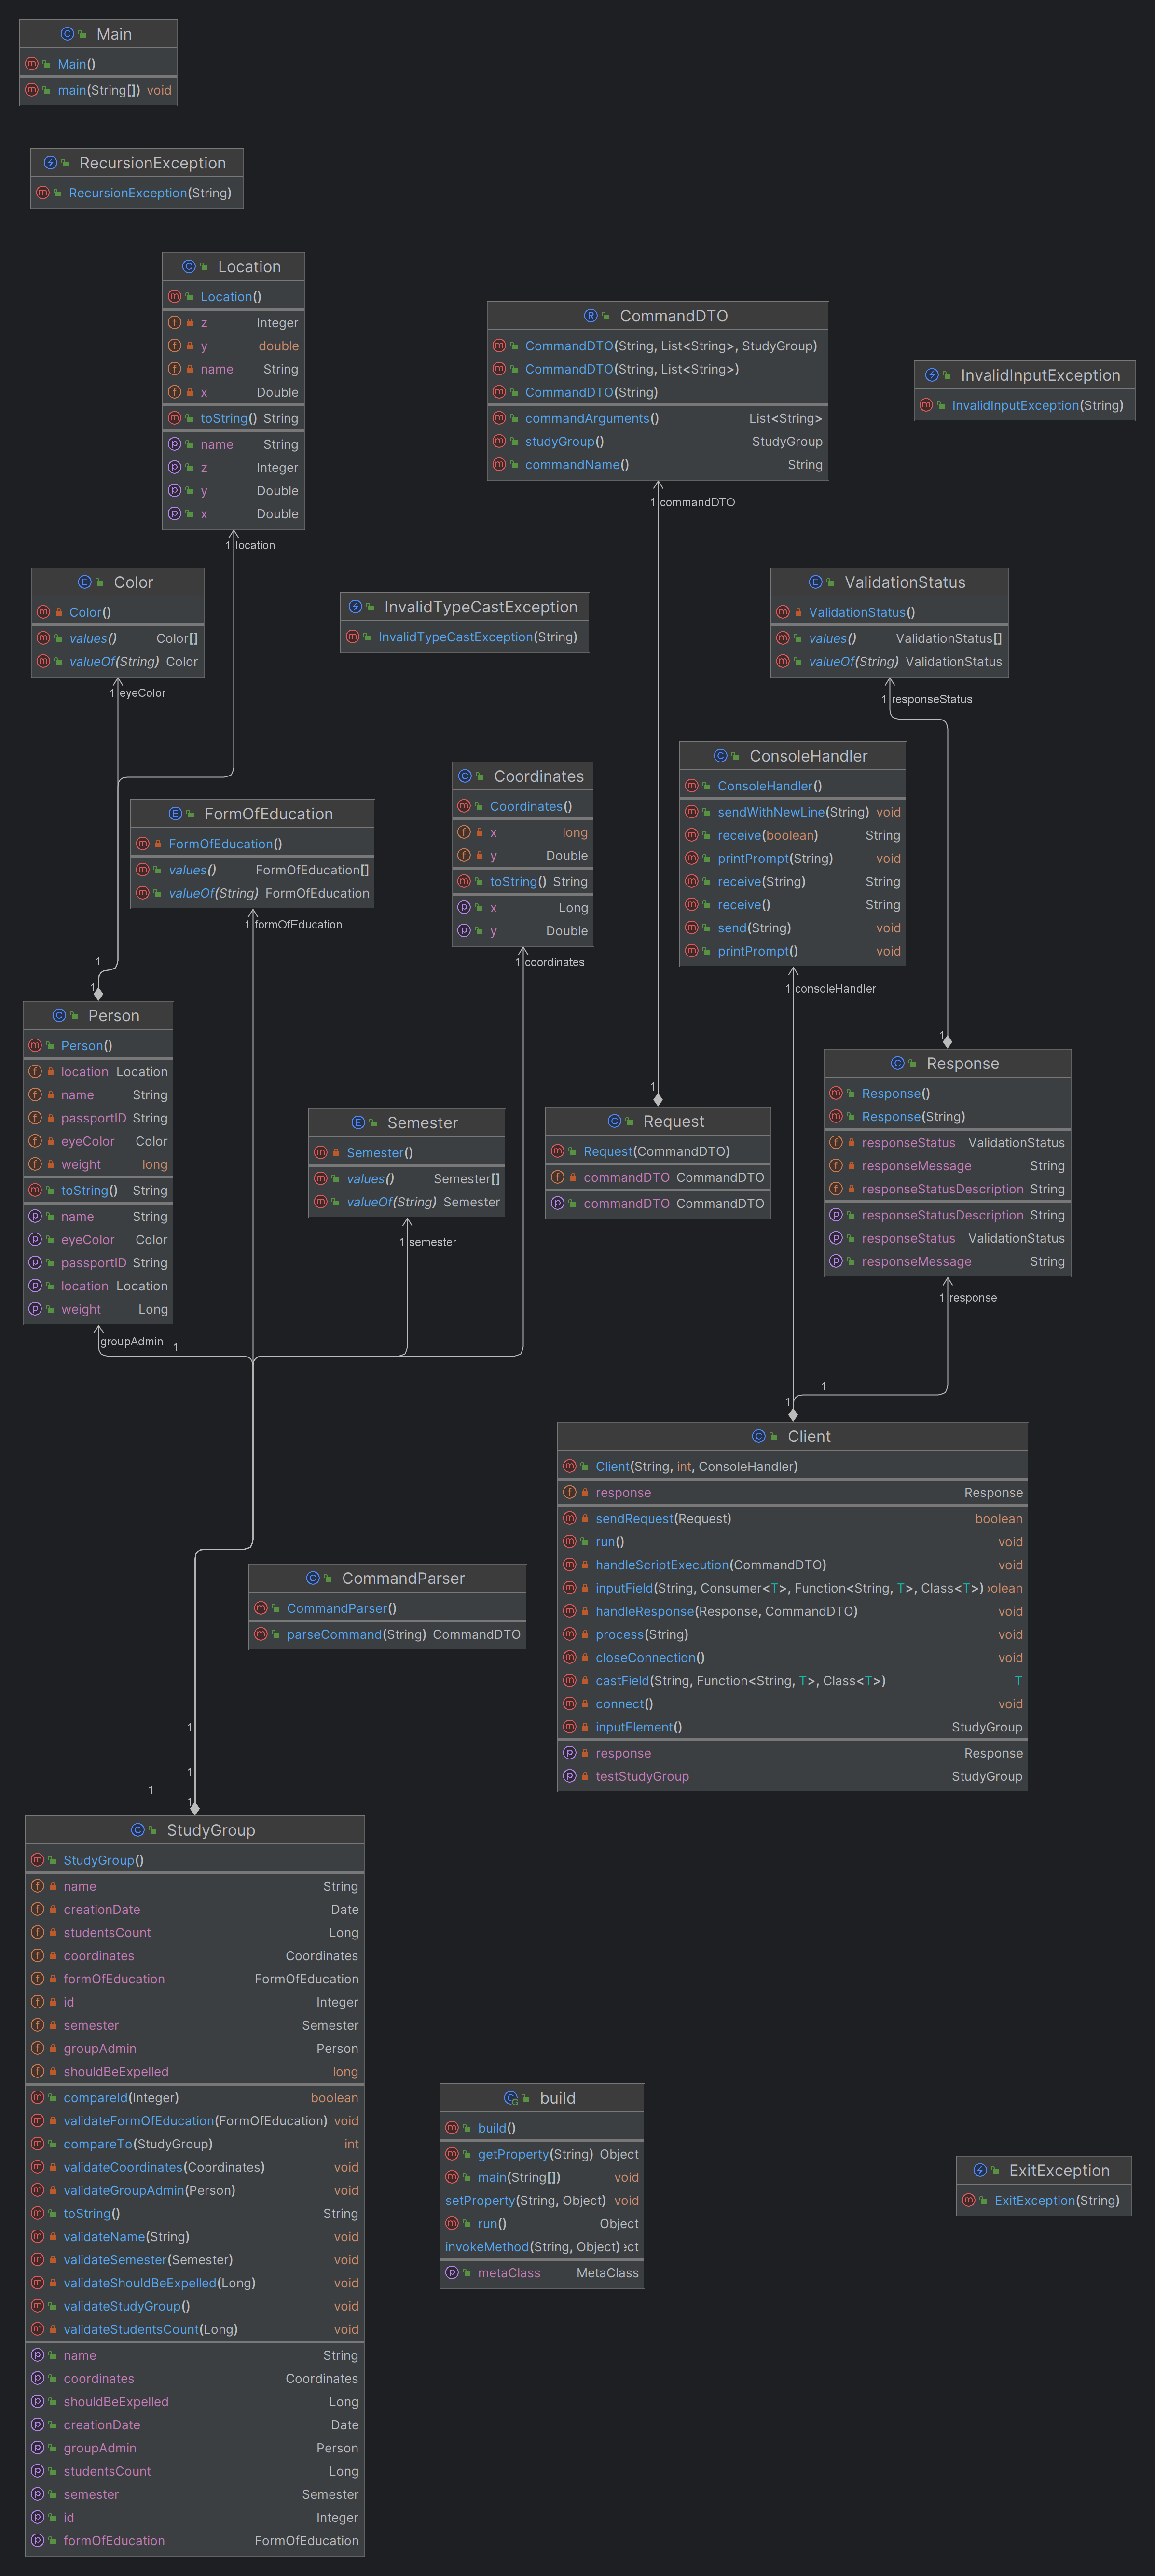 Main
Main()
main(String[]) void
RecursionException
RecursionException(String)
Location
Location()
z Integer
y double
name String
x Double
toString() String
name String
z Integer
y Double
x Double
1 location
CommandDTO
CommandDTO(String, List<String>, StudyGroup)
CommandDTO(String, List<String>)
CommandDTO(String)
commandArguments() List<String>
studyGroup() StudyGroup
commandName() String
1 commandDTO
InvalidInputException
InvalidInputException(String)
Color
Color()
values() Color[]
valueOf(String) Color
1 eyeColor
InvalidTypeCastException
InvalidTypeCastException(String)
ValidationStatus
ValidationStatus()
values() ValidationStatus[]
valueOf(String) ValidationStatus
1 responseStatus
FormOfEducation
FormOfEducation()
values() FormOfEducation[]
valueOf(String) FormOfEducation
1 formOfEducation
Coordinates
Coordinates()
x long
y Double
toString() String
x Long
y Double
1 coordinates
ConsoleHandler
ConsoleHandler()
sendWithNewLine(String) void
receive(boolean) String
printPrompt(String) void
receive(String) String
receive() String
send(String) void
printPrompt() void
1 consoleHandler
1
1
Person
Person()
location Location
name String
passportID String
eyeColor Color
weight long
toString() String
name String
eyeColor Color
passportID String
location Location
weight Long
groupAdmin 1
Semester
Semester()
values() Semester[]
valueOf(String) Semester
1 semester
1
Request
Request(CommandDTO)
commandDTO CommandDTO
commandDTO CommandDTO
1
Response
Response()
Response(String)
responseStatus ValidationStatus
responseMessage String
responseStatusDescription String
responseStatusDescription String
responseStatus ValidationStatus
responseMessage String
1 response
1
1
Client
Client(String, int, ConsoleHandler)
response Response
sendRequest(Request) boolean
run() void
handleScriptExecution(CommandDTO) void
inputField(String, Consumer<T>, Function<String, T>, Class<T>) oolean
handleResponse(Response, CommandDTO) void
process(String) void
closeConnection() void
castField(String, Function<String, T>, Class<T>) T
connect() void
inputElement() StudyGroup
response Response
testStudyGroup StudyGroup
CommandParser
CommandParser()
parseCommand(String) CommandDTO
1
1
1
1
StudyGroup
StudyGroup()
name String
creationDate Date
studentsCount Long
coordinates Coordinates
formOfEducation FormOfEducation
id Integer
semester Semester
groupAdmin Person
shouldBeExpelled long
compareId(Integer) boolean
validateFormOfEducation(FormOfEducation) void
compareTo(StudyGroup) int
validateCoordinates(Coordinates) void
validateGroupAdmin(Person) void
toString() String
validateName(String) void
validateSemester(Semester) void
validateShouldBeExpelled(Long) void
validateStudyGroup() void
validateStudentsCount(Long) void
name String
coordinates Coordinates
shouldBeExpelled Long
creationDate Date
groupAdmin Person
studentsCount Long
semester Semester
id Integer
formOfEducation FormOfEducation
build
build()
getProperty(String) Object
main(String[]) void
setProperty(String, Object) void
run() Object
invokeMethod(String, Object) ect
metaClass MetaClass
ExitException
ExitException(String)